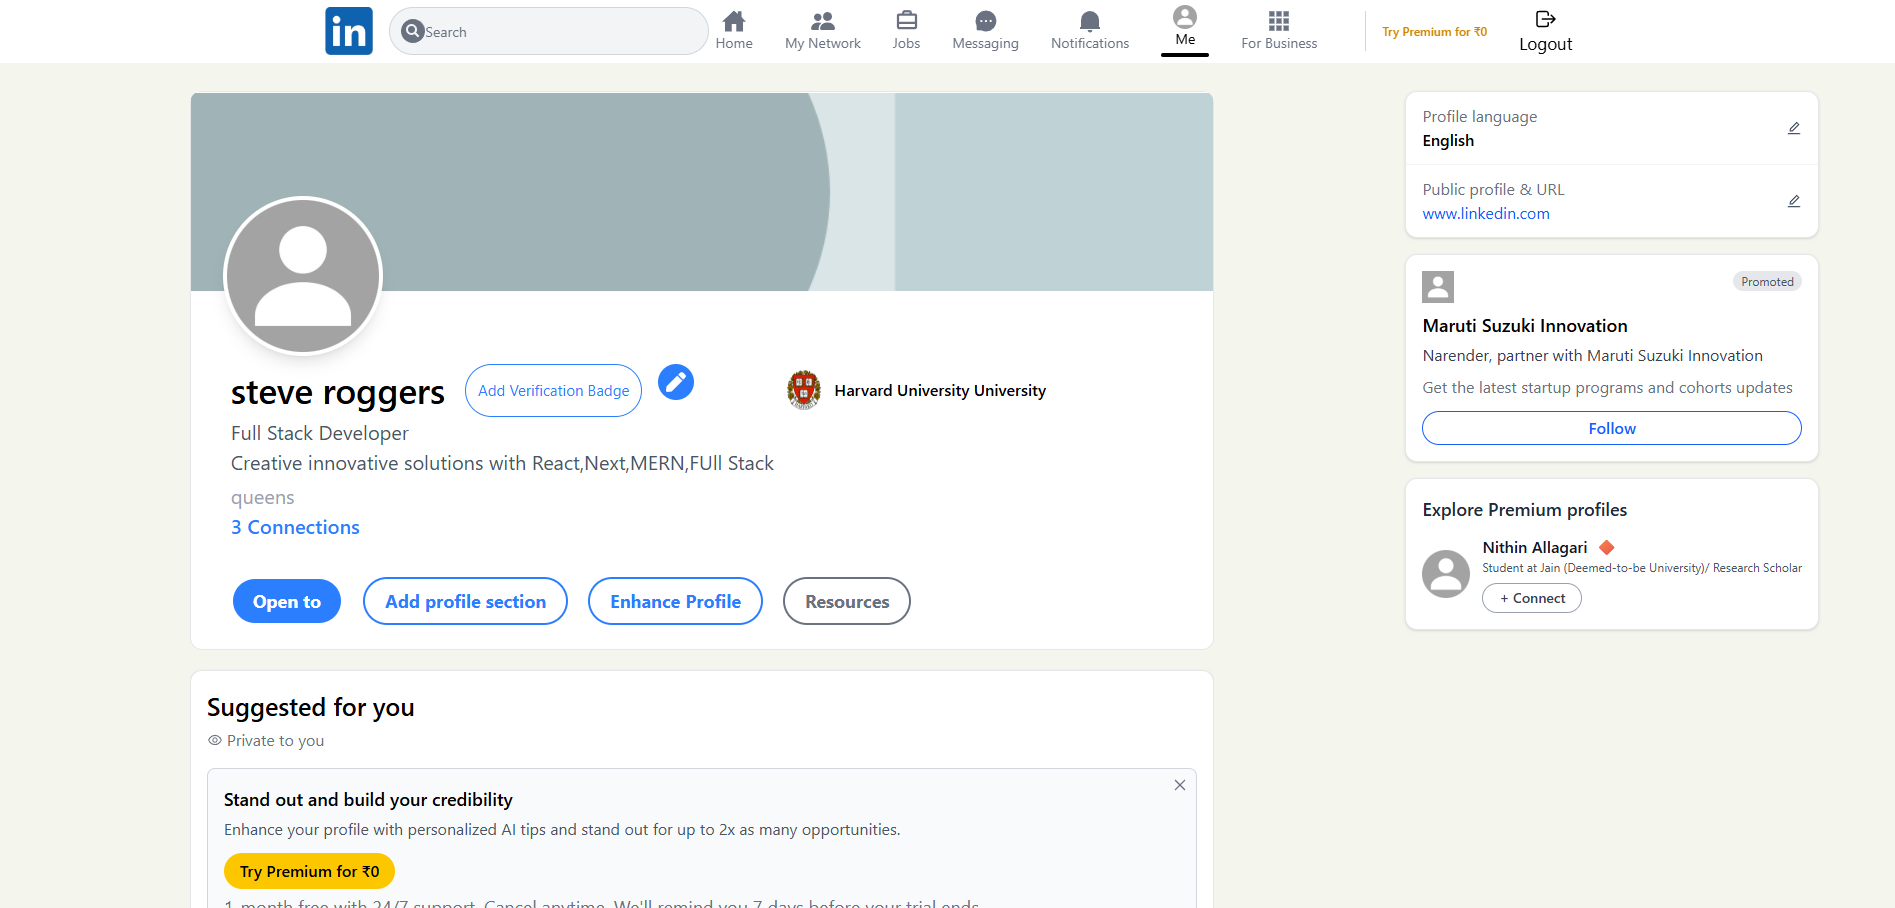 in
Search
Home
My Network
Jobs
Messaging
Notifications
Me
For Business
Try Premium for ₹0
Logout
steve roggers
Add Verification Badge
Harvard University University
Full Stack Developer
Creative innovative solutions with React,Next,MERN,FUll Stack
queens
3 Connections
Open to
Add profile section
Enhance Profile
Resources
Suggested for you
Private to you
Stand out and build your credibility
Enhance your profile with personalized AI tips and stand out for up to 2x as many opportunities.
Try Premium for ₹0
1-month free with 24/7 support. Cancel anytime. We'll remind you 7 days before your trial ends.
Profile language
English
Public profile & URL
www.linkedin.com
Promoted
Maruti Suzuki Innovation
Narender, partner with Maruti Suzuki Innovation
Get the latest startup programs and cohorts updates
Follow
Explore Premium profiles
Nithin Allagari
Student at Jain (Deemed-to-be University)/ Research Scholar
+ Connect